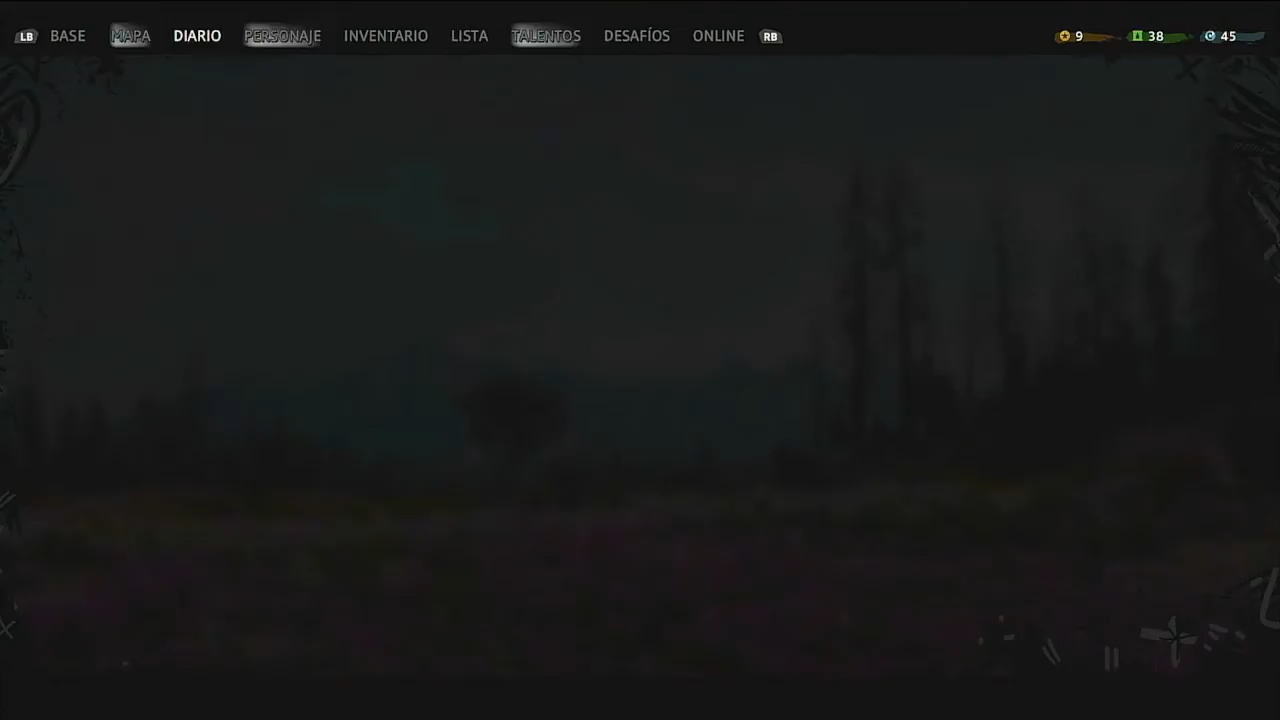 LB BASE MAPA DIARIO PERSONAJE INVENTARIO LISTA TALENTOS DESAFÍOS ONLINE RB 9 38 45